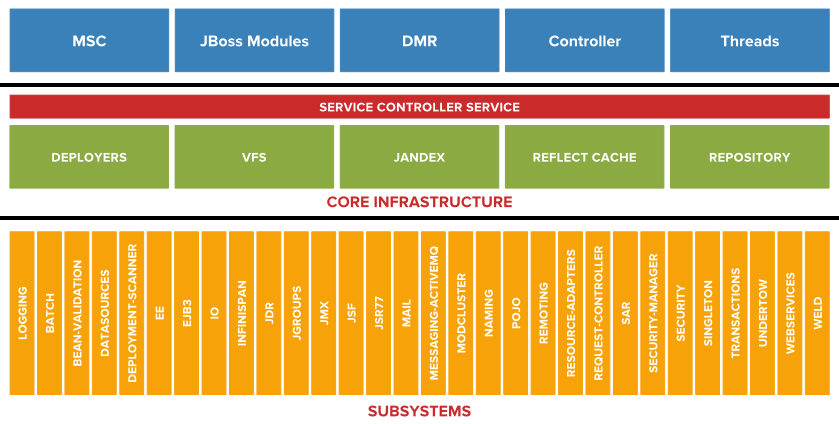 MSC
JBoss Modules
DMR
Controller
Threads
SERVICE CONTROLLER SERVICE
DEPLOYERS
VFS
JANDEX
REFLECT CACHE
REPOSITORY
CORE INFRASTRUCTURE
LOGGING
BATCH
BEAN-VALIDATION
DATASOURCES
DEPLOYMENT-SCANNER
EE
EJB3
IO
INFINISPAN
JDR
JGROUPS
JMX
JSF
JSR77
MAIL
MESSAGING-ACTIVEMQ
MODCLUSTER
NAMING
POJO
REMOTING
RESOURCE-ADAPTERS
REQUEST-CONTROLLER
SAR
SECURITY-MANAGER
SECURITY
SINGLETON
TRANSACTIONS
UNDERTOW
WEBSERVICES
WELD
SUBSYSTEMS